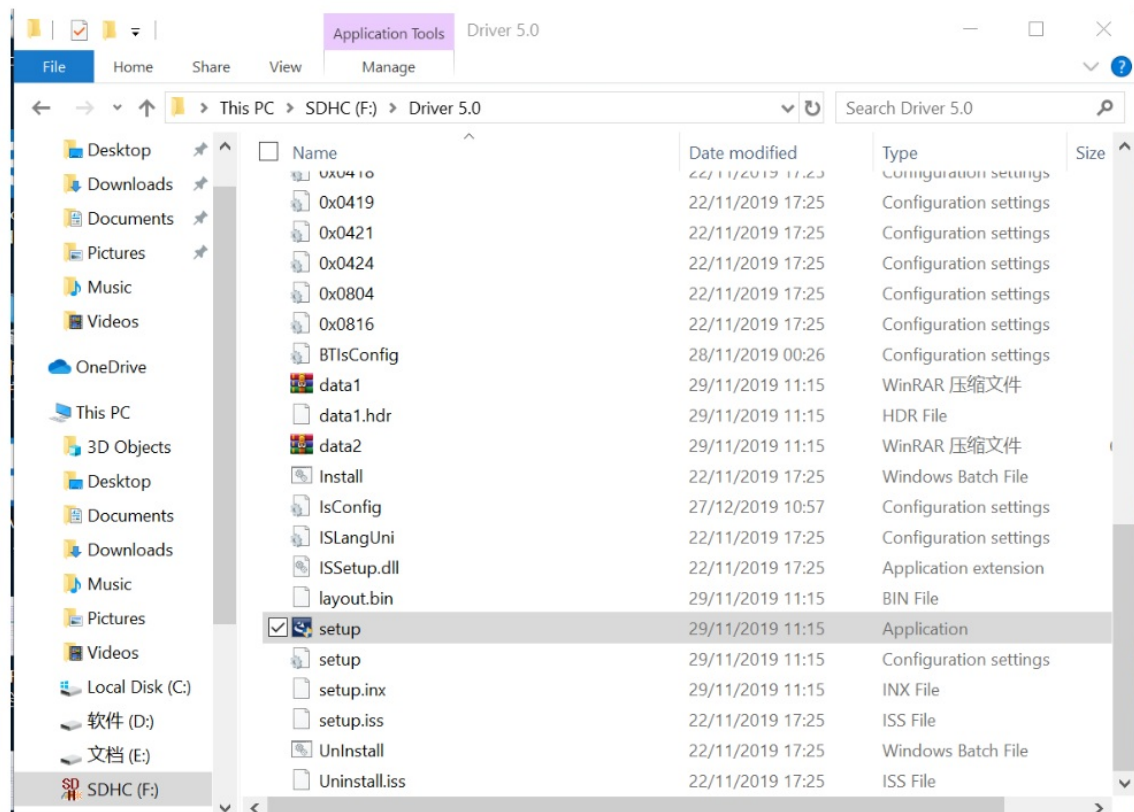 Application Tools Driver 5.0
File Home Share View Manage
This PC > SDHC (F:) > Driver 5.0 Search Driver 5.0
Desktop
Downloads
Documents
Pictures
Music
Videos
OneDrive
This PC
3D Objects
Desktop
Documents
Downloads
Music
Pictures
Videos
Local Disk (C:)
软件 (D:)
文档 (E:)
SDHC (F:)
Name Date modified Type Size
0x0418 22/11/2019 17:25 Configuration settings
0x0419 22/11/2019 17:25 Configuration settings
0x0421 22/11/2019 17:25 Configuration settings
0x0424 22/11/2019 17:25 Configuration settings
0x0804 22/11/2019 17:25 Configuration settings
0x0816 22/11/2019 17:25 Configuration settings
BTIsConfig 28/11/2019 00:26 Configuration settings
data1 29/11/2019 11:15 WinRAR 压缩文件
data1.hdr 29/11/2019 11:15 HDR File
data2 29/11/2019 11:15 WinRAR 压缩文件
Install 22/11/2019 17:25 Windows Batch File
IsConfig 27/12/2019 10:57 Configuration settings
ISLangUni 22/11/2019 17:25 Configuration settings
ISSetup.dll 22/11/2019 17:25 Application extension
layout.bin 29/11/2019 11:15 BIN File
setup 29/11/2019 11:15 Application
setup 29/11/2019 11:15 Configuration settings
setup.inx 29/11/2019 11:15 INX File
setup.iss 22/11/2019 17:25 ISS File
UnInstall 22/11/2019 17:25 Windows Batch File
Uninstall.iss 22/11/2019 17:25 ISS File